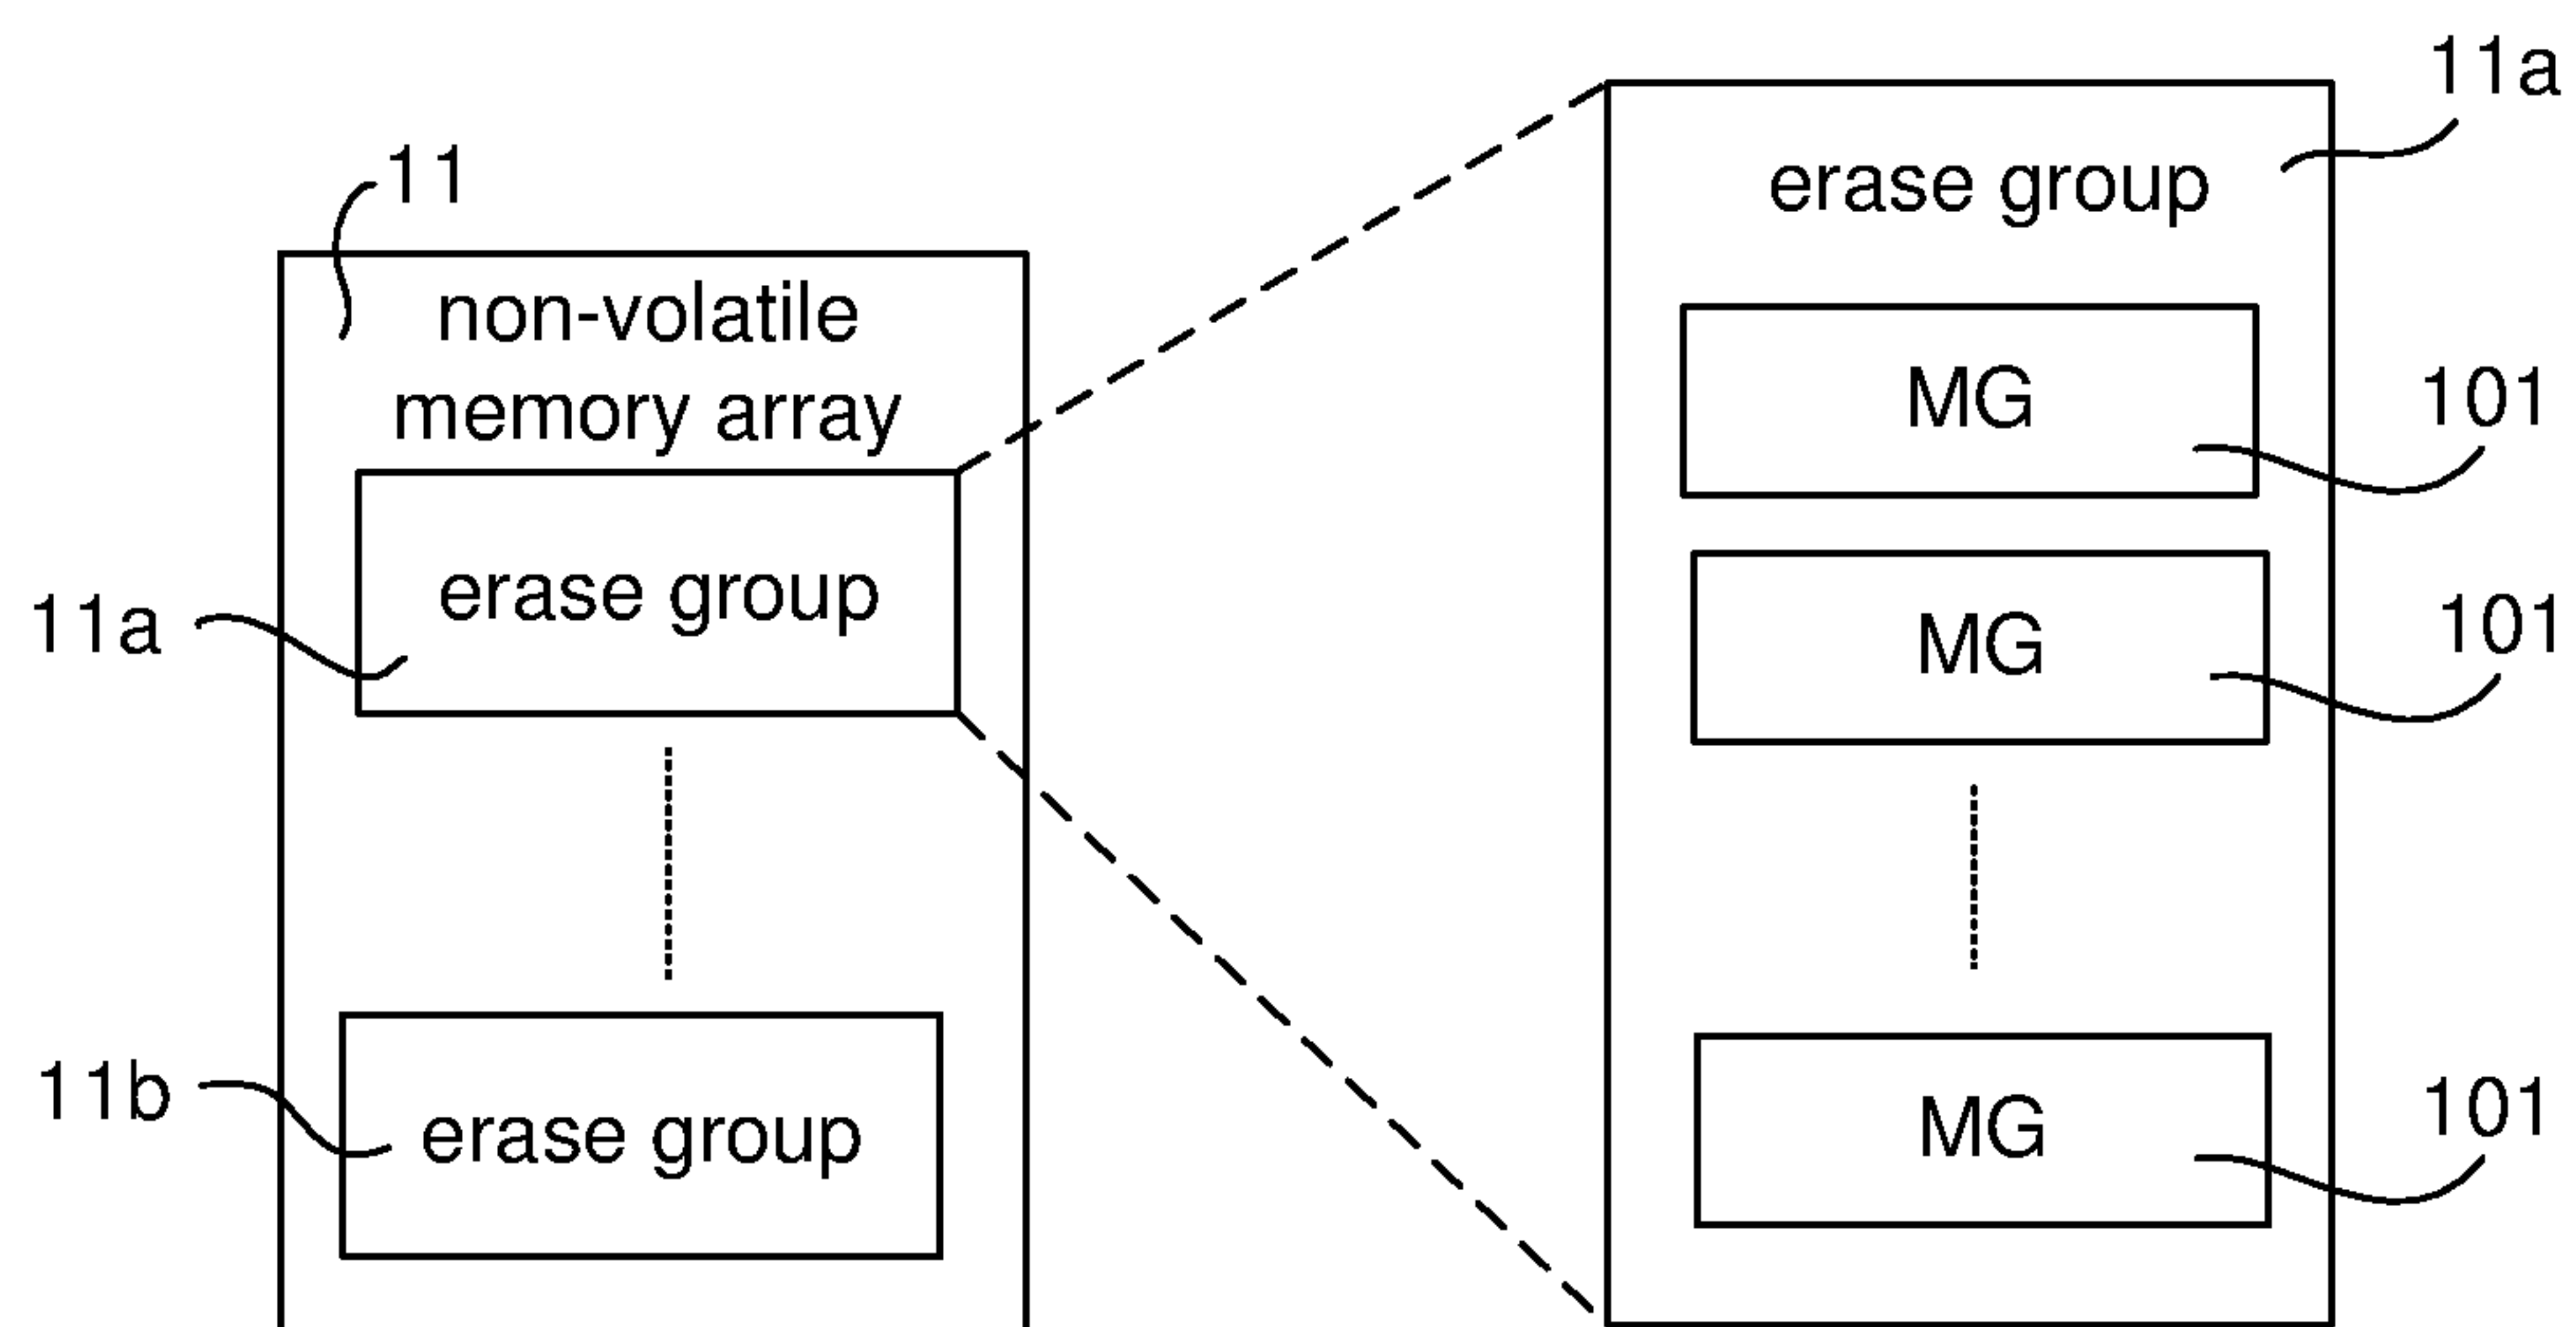 11
non-volatile
memory array
11a
erase group
11b
erase group
11a
erase group
MG
101
MG
101
MG
101